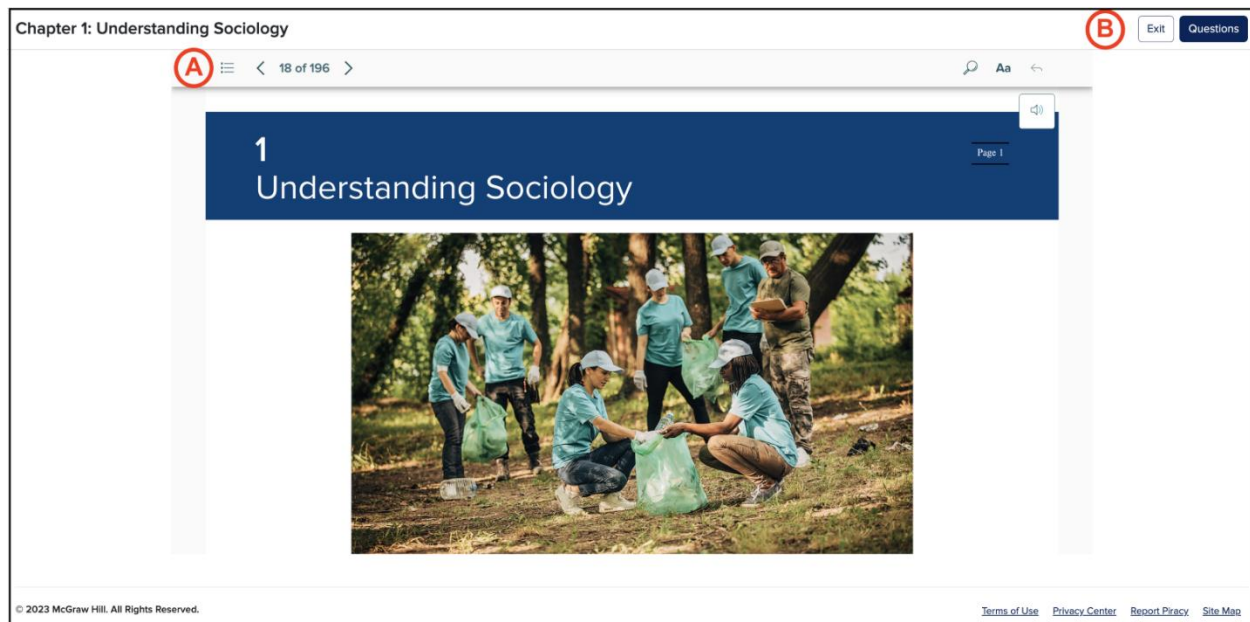 Chapter 1: Understanding Sociology
B
Exit
Questions
A
18 of 196
Aa
1
Page 1
Understanding Sociology
© 2023 McGraw Hill. All Rights Reserved.
Terms of Use Privacy Center Report Piracy Site Map